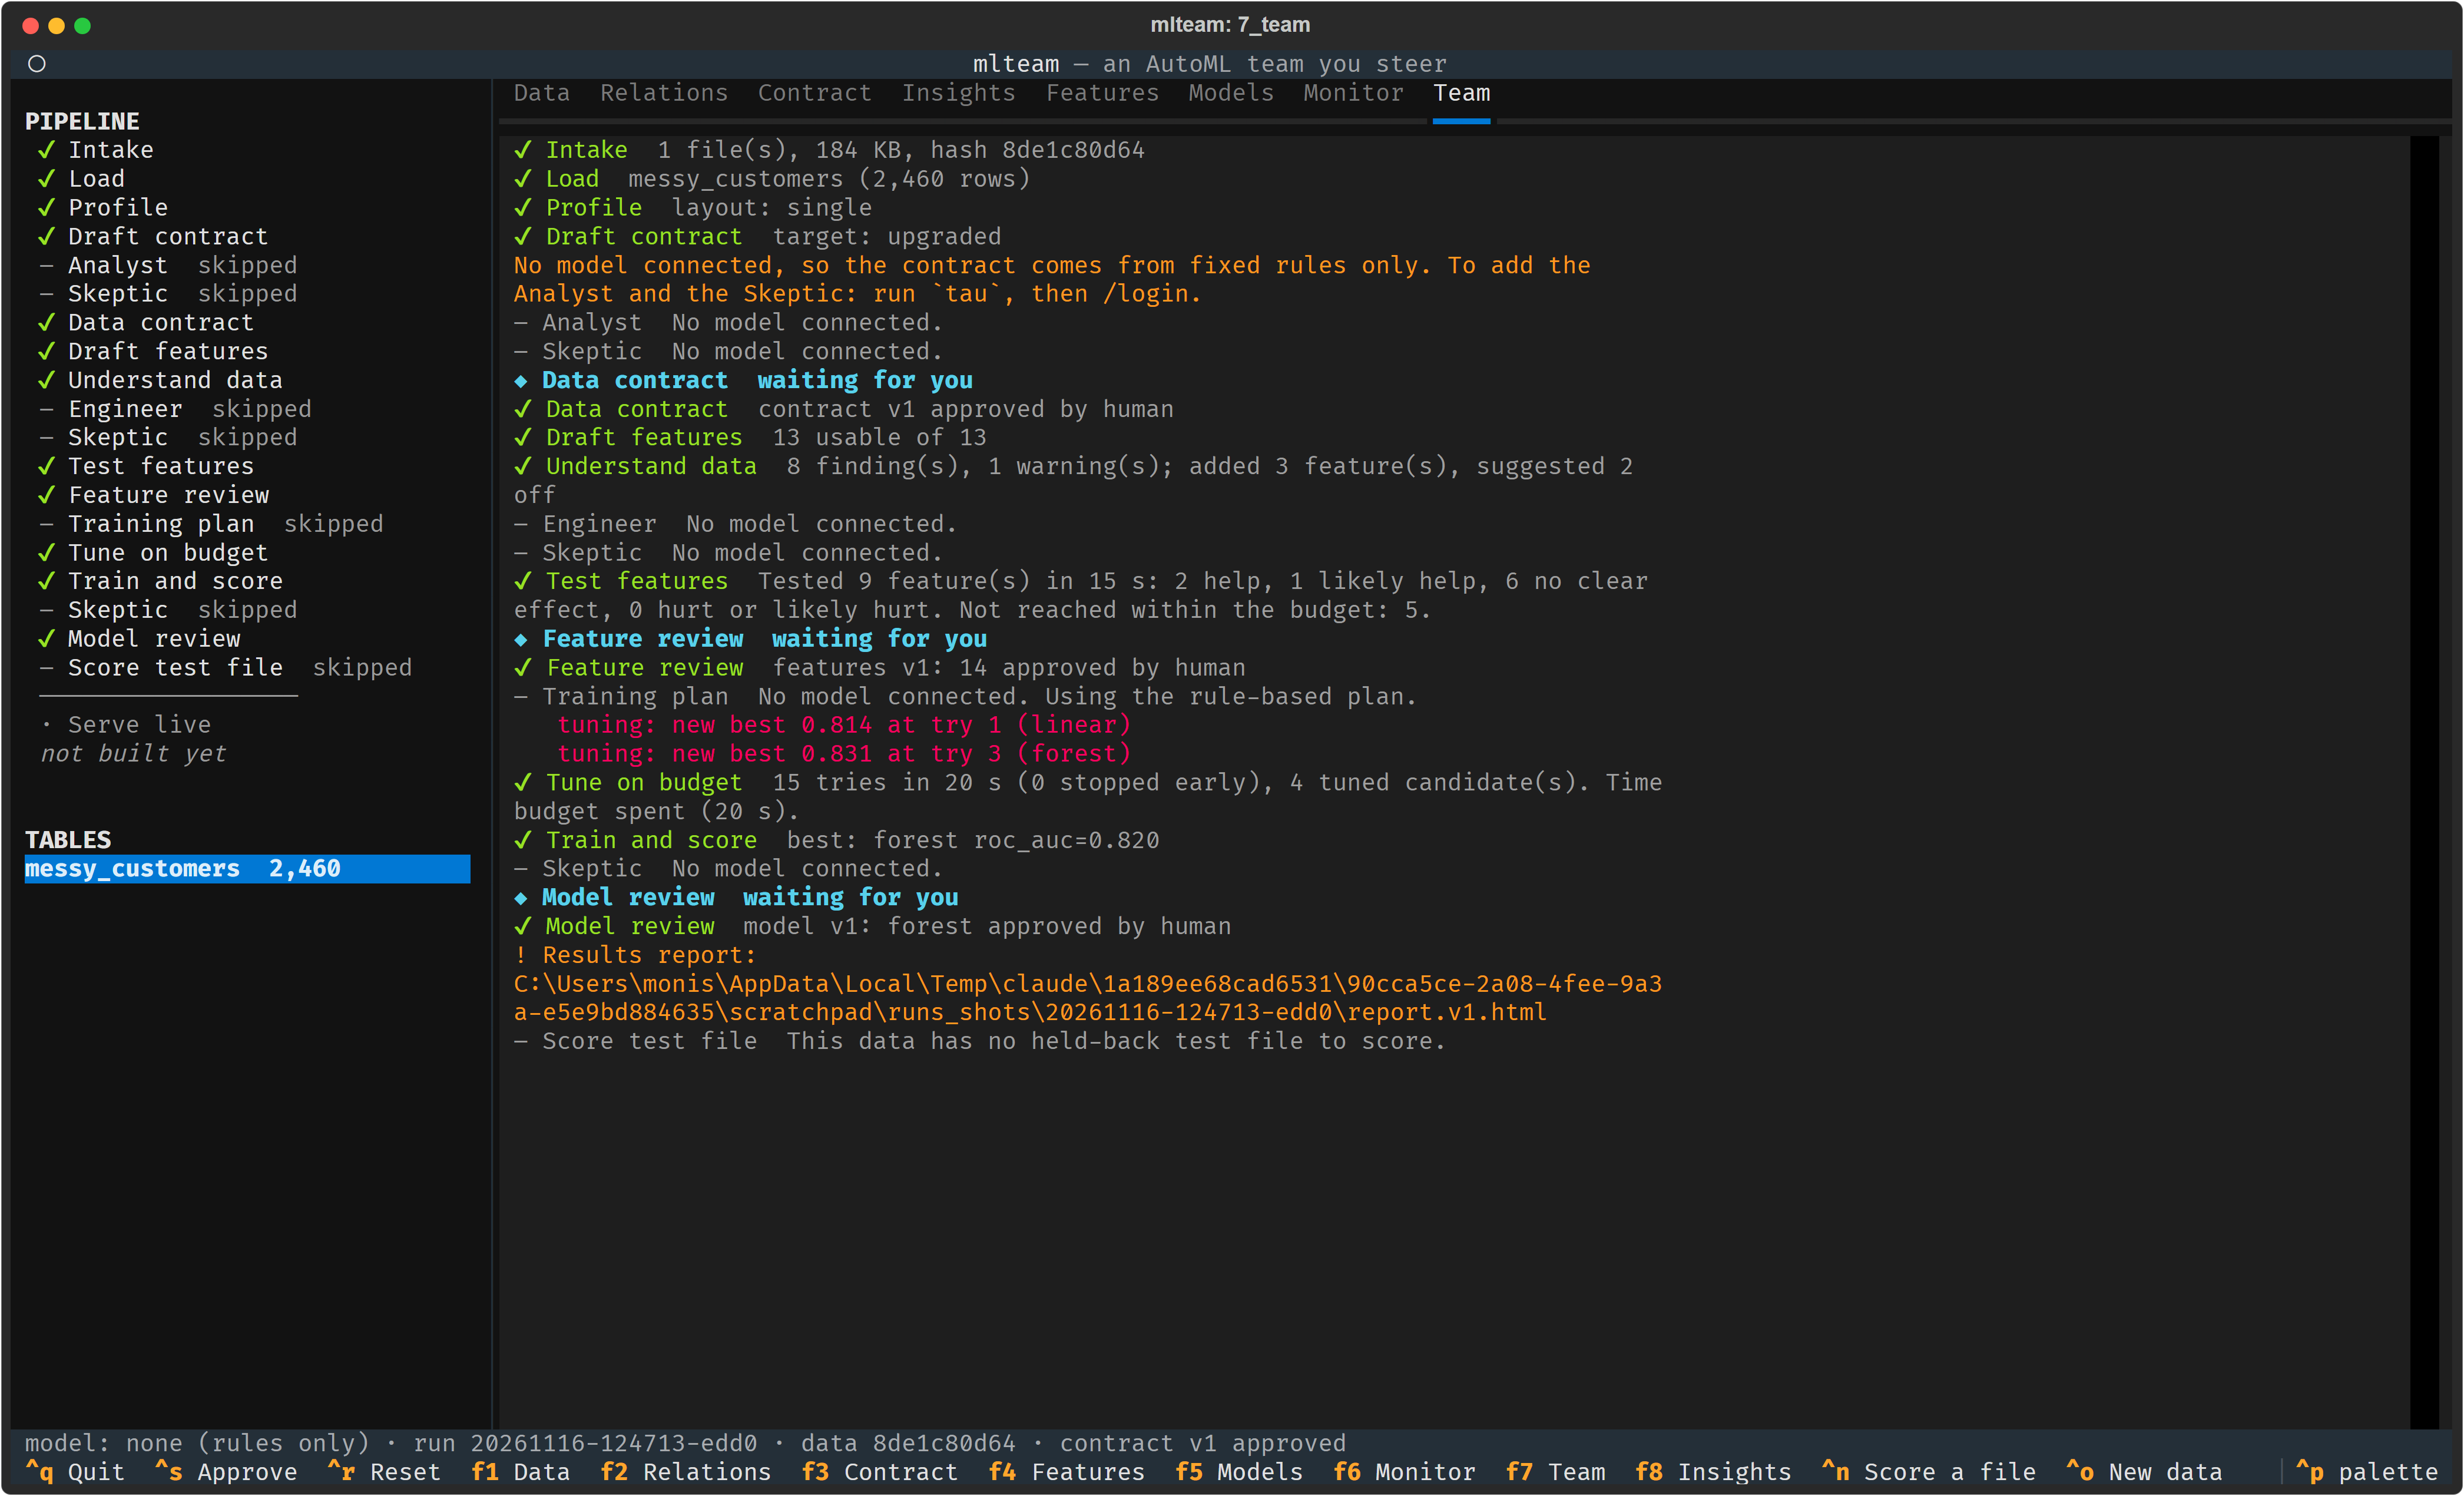 mlteam: 7_team
mlteam — an AutoML team you steer
Data Relations Contract Insights Features Models Monitor Team
PIPELINE
✓ Intake
✓ Load
✓ Profile
✓ Draft contract
— Analyst skipped
— Skeptic skipped
✓ Data contract
✓ Draft features
✓ Understand data
— Engineer skipped
— Skeptic skipped
✓ Test features
✓ Feature review
— Training plan skipped
✓ Tune on budget
✓ Train and score
— Skeptic skipped
✓ Model review
— Score test file skipped
· Serve live
not built yet
TABLES
messy_customers 2,460
✓ Intake 1 file(s), 184 KB, hash 8de1c80d64
✓ Load messy_customers (2,460 rows)
✓ Profile layout: single
✓ Draft contract target: upgraded
No model connected, so the contract comes from fixed rules only. To add the
Analyst and the Skeptic: run `tau`, then /login.
— Analyst No model connected.
— Skeptic No model connected.
◆ Data contract waiting for you
✓ Data contract contract v1 approved by human
✓ Draft features 13 usable of 13
✓ Understand data 8 finding(s), 1 warning(s); added 3 feature(s), suggested 2
off
— Engineer No model connected.
— Skeptic No model connected.
✓ Test features Tested 9 feature(s) in 15 s: 2 help, 1 likely help, 6 no clear
effect, 0 hurt or likely hurt. Not reached within the budget: 5.
◆ Feature review waiting for you
✓ Feature review features v1: 14 approved by human
— Training plan No model connected. Using the rule-based plan.
tuning: new best 0.814 at try 1 (linear)
tuning: new best 0.831 at try 3 (forest)
✓ Tune on budget 15 tries in 20 s (0 stopped early), 4 tuned candidate(s). Time
budget spent (20 s).
✓ Train and score best: forest roc_auc=0.820
— Skeptic No model connected.
◆ Model review waiting for you
✓ Model review model v1: forest approved by human
! Results report:
C:\Users\monis\AppData\Local\Temp\claude\1a189ee68cad6531\90cca5ce-2a08-4fee-9a3
a-e5e9bd884635\scratchpad\runs_shots\20261116-124713-edd0\report.v1.html
— Score test file This data has no held-back test file to score.
model: none (rules only) · run 20261116-124713-edd0 · data 8de1c80d64 · contract v1 approved
^q Quit ^s Approve ^r Reset f1 Data f2 Relations f3 Contract f4 Features f5 Models f6 Monitor f7 Team f8 Insights ^n Score a file ^o New data ^p palette